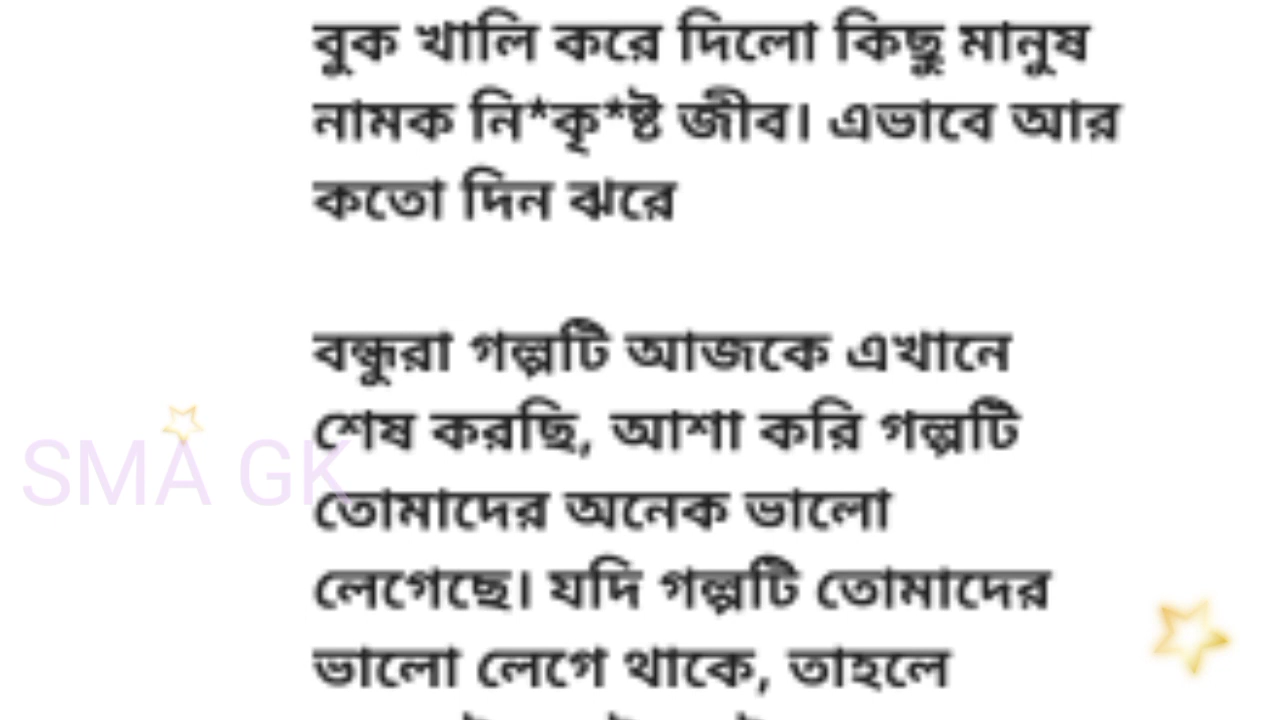 বুক খালি করে দিলো কিছু মানুষ
নামক নি*কৃ*ষ্ট জীব। এভাবে আর
কতো দিন ঝরে
বন্ধুরা গল্পটি আজকে এখানে
শেষ করছি, আশা করি গল্পটি
তোমাদের অনেক ভালো
লেগেছে। যদি গল্পটি তোমাদের
ভালো লেগে থাকে, তাহলে
SMA GK